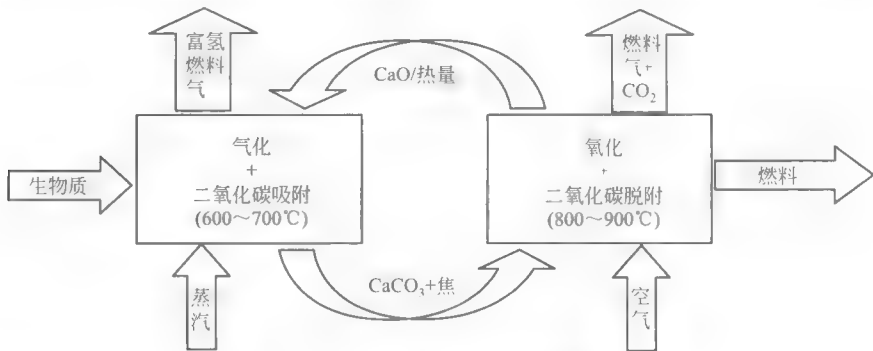 富氢
燃料
气
燃料
气+
CO₂
CaO/热量
气化
+
二氧化碳吸附
(600～700℃)
氧化
+
二氧化碳脱附
(800～900℃)
生物质
燃料
CaCO₃+焦
蒸
汽
空
气